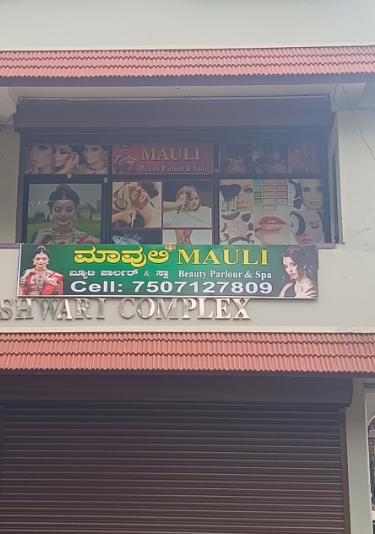 MAULI
Beauty Parlour & Spa
ಮಾವುಲಿ MAULI
ಬ್ಯೂಟಿ ಪಾರ್ಲರ್ & ಸ್ಪಾ Beauty Parlour & Spa
Cell: 7507127809
SHWARI COMPLEX